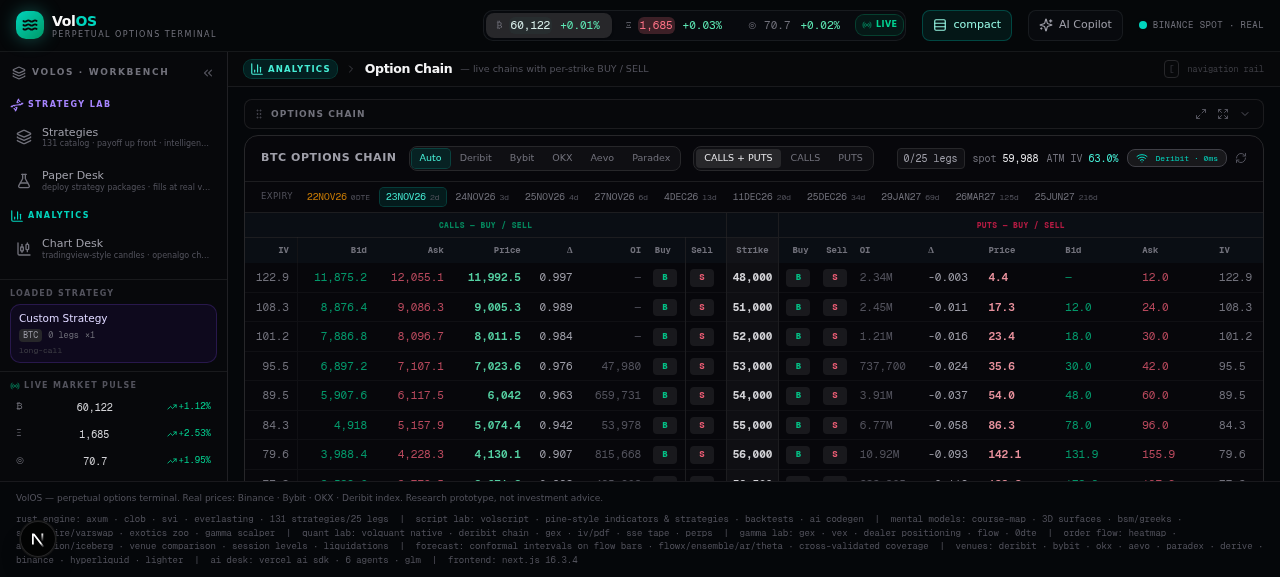 VolOS
PERPETUAL OPTIONS TERMINAL
₿ 60,122 +0.01% Ξ 1,685 +0.03% ◎ 70.7 +0.02% LIVE
compact
AI Copilot
BINANCE SPOT · REAL
VOLOS · WORKBENCH
ANALYTICS › Option Chain — live chains with per-strike BUY / SELL
[ navigation rail
STRATEGY LAB
Strategies
131 catalog · payoff up front · intelligen…
Paper Desk
deploy strategy packages · fills at real v…
ANALYTICS
Chart Desk
tradingview-style candles · openalgo ch…
LOADED STRATEGY
Custom Strategy
BTC 0 legs ×1
long-call
LIVE MARKET PULSE
₿ 60,122 +1.12%
Ξ 1,685 +2.53%
◎ 70.7 +1.95%
OPTIONS CHAIN
BTC OPTIONS CHAIN Auto Deribit Bybit OKX Aevo Paradex CALLS + PUTS CALLS PUTS 0/25 legs spot 59,988 ATM IV 63.0% Deribit · 0ms
EXPIRY 22NOV26 0DTE 23NOV26 2d 24NOV26 3d 25NOV26 4d 27NOV26 6d 4DEC26 13d 11DEC26 20d 25DEC26 34d 29JAN27 69d 26MAR27 125d 25JUN27 216d
CALLS — BUY / SELL PUTS — BUY / SELL
IV Bid Ask Price Δ OI Buy Sell Strike Buy Sell OI Δ Price Bid Ask IV
122.9 11,875.2 12,055.1 11,992.5 0.997 — B S 48,000 B S 2.34M -0.003 4.4 — 12.0 122.9
108.3 8,876.4 9,086.3 9,005.3 0.989 — B S 51,000 B S 2.45M -0.011 17.3 12.0 24.0 108.3
101.2 7,886.8 8,096.7 8,011.5 0.984 — B S 52,000 B S 1.21M -0.016 23.4 18.0 30.0 101.2
95.5 6,897.2 7,107.1 7,023.6 0.976 47,980 B S 53,000 B S 737,700 -0.024 35.6 30.0 42.0 95.5
89.5 5,907.6 6,117.5 6,042 0.963 659,731 B S 54,000 B S 3.91M -0.037 54.0 48.0 60.0 89.5
84.3 4,918 5,157.9 5,074.4 0.942 53,978 B S 55,000 B S 6.77M -0.058 86.3 78.0 96.0 84.3
79.6 3,988.4 4,228.3 4,130.1 0.907 815,668 B S 56,000 B S 10.92M -0.093 142.1 131.9 155.9 79.6
VolOS — perpetual options terminal. Real prices: Binance · Bybit · OKX · Deribit index. Research prototype, not investment advice.
rust engine: axum · clob · svi · everlasting · 131 strategies/25 legs | script lab: volscript · pine-style indicators & strategies · backtests · ai codegen | mental models: course-map · 3D surfaces · bsm/greeks ·
/varswap · exotics zoo · gamma scalper | quant lab: volquant native · deribit chain · gex · iv/pdf · sse tape · perps | gamma lab: gex · vex · dealer positioning · flow · 0dte | order flow: heatmap ·
/iceberg · venue comparison · session levels · liquidations | forecast: conformal intervals on flow bars · flowx/ensemble/ar/theta · cross-validated coverage | venues: deribit · bybit · okx · aevo · paradex · derive ·
binance · hyperliquid · lighter | ai desk: vercel ai sdk · 6 agents · glm | frontend: next.js 16.3.4
N